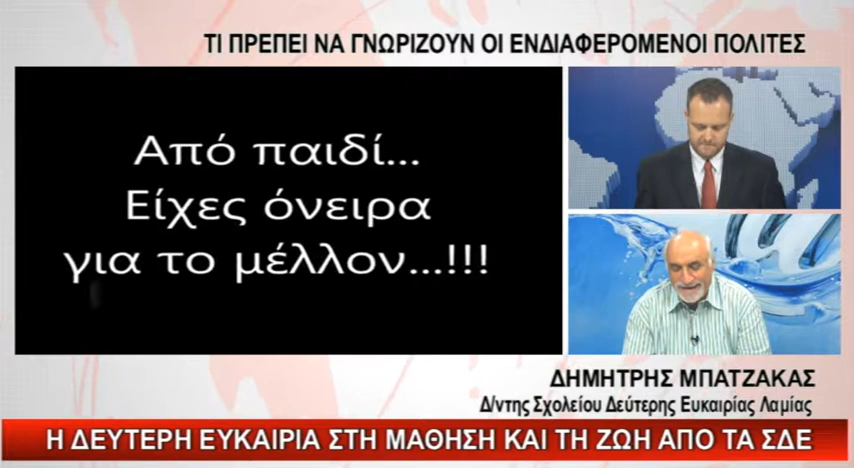 ΤΙ ΠΡΕΠΕΙ ΝΑ ΓΝΩΡΙΖΟΥΝ ΟΙ ΕΝΔΙΑΦΕΡΟΜΕΝΟΙ ΠΟΛΙΤΕΣ
Από παιδί...
Είχες όνειρα
για το μέλλον...!!!
ΔΗΜΗΤΡΗΣ ΜΠΑΤΖΑΚΑΣ
Δ/ντης Σχολείου Δεύτερης Ευκαιρίας Λαμίας
Η ΔΕΥΤΕΡΗ ΕΥΚΑΙΡΙΑ ΣΤΗ ΜΑΘΗΣΗ ΚΑΙ ΤΗ ΖΩΗ ΑΠΟ ΤΑ ΣΔΕ